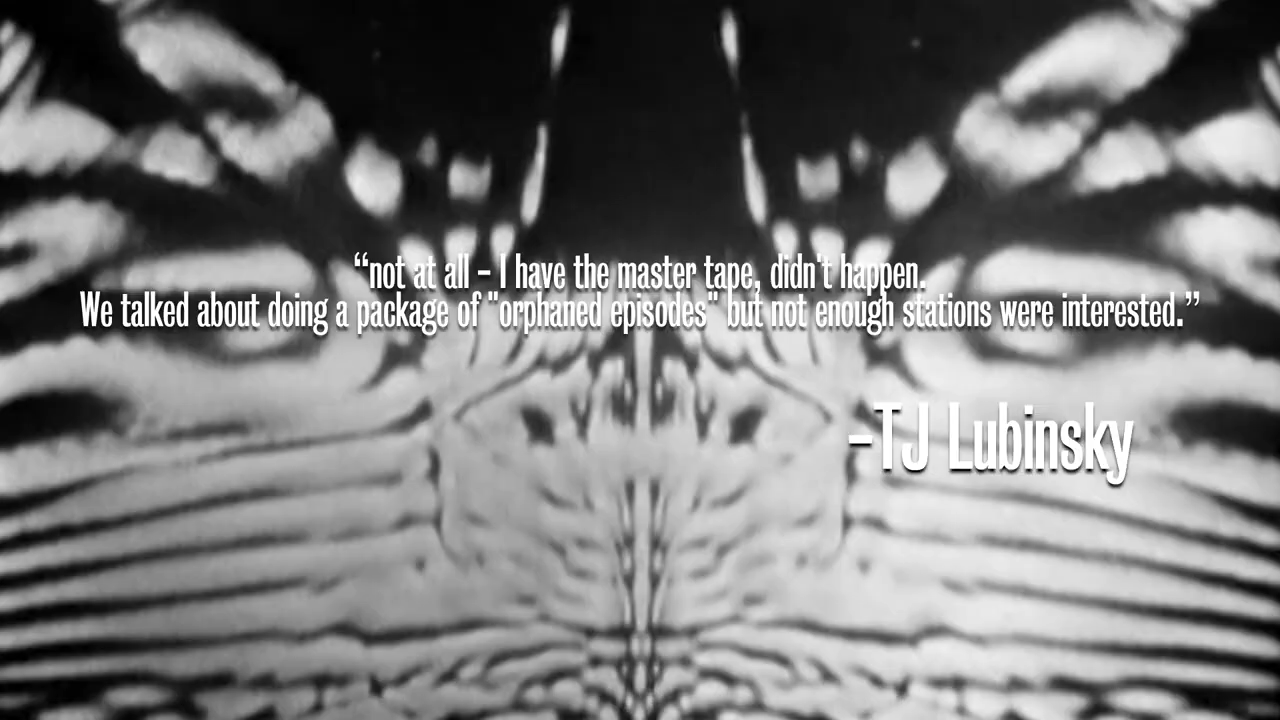 “not at all – I have the master tape, didn't happen.
We talked about doing a package of "orphaned episodes" but not enough stations were interested.”
–TJ Lubinsky